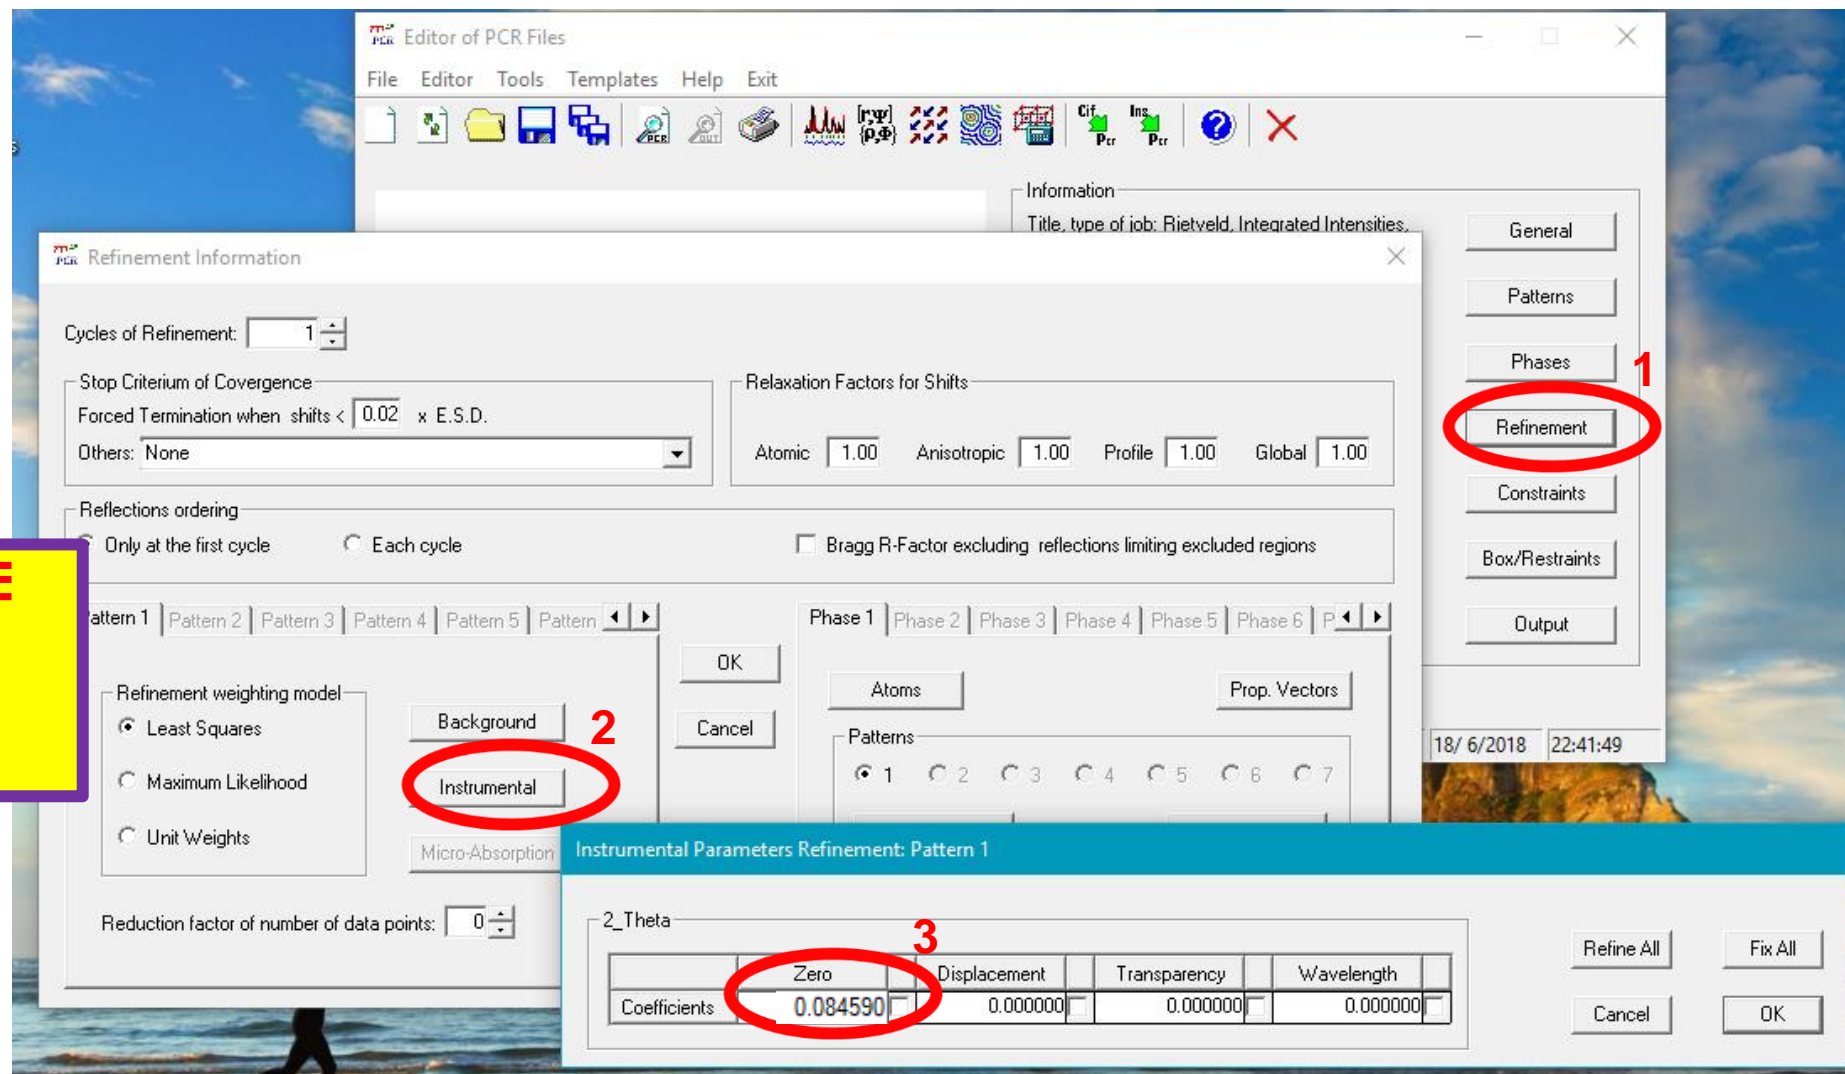 Editor of PCR Files
File Editor Tools Templates Help Exit
PCR OUT [r,Ψ] {ρ,Φ} Cif Pcr Ins Pcr ?
Information
Title, type of job: Rietveld, Integrated Intensities,
General
Patterns
Phases
1
Refinement
Constraints
Box/Restraints
Output
18/ 6/2018 22:41:49
Refinement Information
Cycles of Refinement: 1
Stop Criterium of Covergence
Forced Termination when shifts < 0.02 x E.S.D.
Others: None
Relaxation Factors for Shifts
Atomic 1.00 Anisotropic 1.00 Profile 1.00 Global 1.00
Reflections ordering
Only at the first cycle Each cycle
Bragg R-Factor excluding reflections limiting excluded regions
attern 1 Pattern 2 Pattern 3 Pattern 4 Pattern 5 Pattern
Refinement weighting model
Least Squares
Maximum Likelihood
Unit Weights
Background
2
Instrumental
Micro-Absorption
Reduction factor of number of data points: 0
OK
Cancel
Phase 1 Phase 2 Phase 3 Phase 4 Phase 5 Phase 6 P
Atoms Prop. Vectors
Patterns
1 2 3 4 5 6 7
Instrumental Parameters Refinement: Pattern 1
2_Theta
3
Zero Displacement Transparency Wavelength
Coefficients 0.084590 0.000000 0.000000 0.000000
Refine All Fix All
Cancel OK